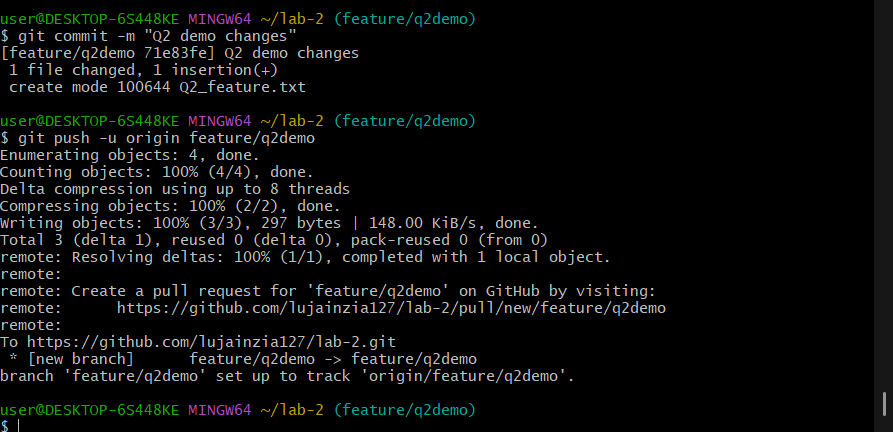 user@DESKTOP-6S448KE MINGW64 ~/lab-2 (feature/q2demo)
$ git commit -m "Q2 demo changes"
[feature/q2demo 71e83fe] Q2 demo changes
 1 file changed, 1 insertion(+)
 create mode 100644 Q2_feature.txt

user@DESKTOP-6S448KE MINGW64 ~/lab-2 (feature/q2demo)
$ git push -u origin feature/q2demo
Enumerating objects: 4, done.
Counting objects: 100% (4/4), done.
Delta compression using up to 8 threads
Compressing objects: 100% (2/2), done.
Writing objects: 100% (3/3), 297 bytes | 148.00 KiB/s, done.
Total 3 (delta 1), reused 0 (delta 0), pack-reused 0 (from 0)
remote: Resolving deltas: 100% (1/1), completed with 1 local object.
remote:
remote: Create a pull request for 'feature/q2demo' on GitHub by visiting:
remote:      https://github.com/lujainzia127/lab-2/pull/new/feature/q2demo
remote:
To https://github.com/lujainzia127/lab-2.git
 * [new branch]      feature/q2demo -> feature/q2demo
branch 'feature/q2demo' set up to track 'origin/feature/q2demo'.

user@DESKTOP-6S448KE MINGW64 ~/lab-2 (feature/q2demo)
$